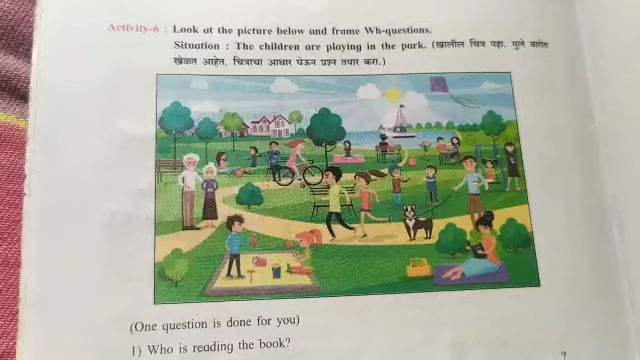 Activity-6 : Look at the picture below and frame Wh-questions.
Situation : The children are playing in the park. (खालील चित्र पहा. मुले बागेत
खेळत आहेत. चित्राचा आधार घेऊन प्रश्न तयार करा.)
(One question is done for you)
1) Who is reading the book?
?